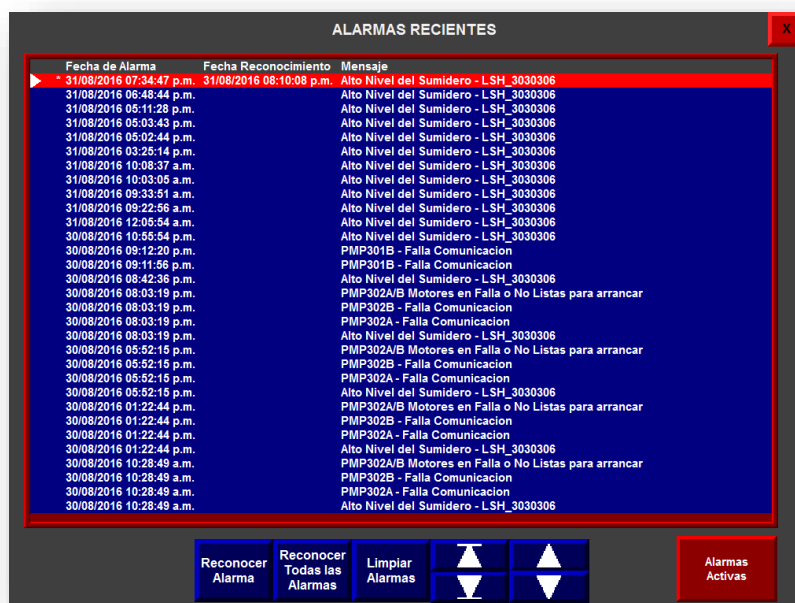 ALARMAS RECIENTES
X
Fecha de Alarma Fecha Reconocimiento Mensaje
* 31/08/2016 07:34:47 p.m. 31/08/2016 08:10:08 p.m. Alto Nivel del Sumidero - LSH_3030306
31/08/2016 06:48:44 p.m. Alto Nivel del Sumidero - LSH_3030306
31/08/2016 05:11:28 p.m. Alto Nivel del Sumidero - LSH_3030306
31/08/2016 05:03:43 p.m. Alto Nivel del Sumidero - LSH_3030306
31/08/2016 05:02:44 p.m. Alto Nivel del Sumidero - LSH_3030306
31/08/2016 03:25:14 p.m. Alto Nivel del Sumidero - LSH_3030306
31/08/2016 10:08:37 a.m. Alto Nivel del Sumidero - LSH_3030306
31/08/2016 10:03:05 a.m. Alto Nivel del Sumidero - LSH_3030306
31/08/2016 09:33:51 a.m. Alto Nivel del Sumidero - LSH_3030306
31/08/2016 09:22:56 a.m. Alto Nivel del Sumidero - LSH_3030306
31/08/2016 12:05:54 a.m. Alto Nivel del Sumidero - LSH_3030306
30/08/2016 10:55:54 p.m. Alto Nivel del Sumidero - LSH_3030306
30/08/2016 09:12:20 p.m. PMP301B - Falla Comunicacion
30/08/2016 09:11:56 p.m. PMP301B - Falla Comunicacion
30/08/2016 08:42:36 p.m. Alto Nivel del Sumidero - LSH_3030306
30/08/2016 08:03:19 p.m. PMP302A/B Motores en Falla o No Listas para arrancar
30/08/2016 08:03:19 p.m. PMP302B - Falla Comunicacion
30/08/2016 08:03:19 p.m. PMP302A - Falla Comunicacion
30/08/2016 08:03:19 p.m. Alto Nivel del Sumidero - LSH_3030306
30/08/2016 05:52:15 p.m. PMP302A/B Motores en Falla o No Listas para arrancar
30/08/2016 05:52:15 p.m. PMP302B - Falla Comunicacion
30/08/2016 05:52:15 p.m. PMP302A - Falla Comunicacion
30/08/2016 05:52:15 p.m. Alto Nivel del Sumidero - LSH_3030306
30/08/2016 01:22:44 p.m. PMP302A/B Motores en Falla o No Listas para arrancar
30/08/2016 01:22:44 p.m. PMP302B - Falla Comunicacion
30/08/2016 01:22:44 p.m. PMP302A - Falla Comunicacion
30/08/2016 01:22:44 p.m. Alto Nivel del Sumidero - LSH_3030306
30/08/2016 10:28:49 a.m. PMP302A/B Motores en Falla o No Listas para arrancar
30/08/2016 10:28:49 a.m. PMP302B - Falla Comunicacion
30/08/2016 10:28:49 a.m. PMP302A - Falla Comunicacion
30/08/2016 10:28:49 a.m. Alto Nivel del Sumidero - LSH_3030306
Reconocer
Alarma
Reconocer
Todas las
Alarmas
Limpiar
Alarmas
Alarmas
Activas